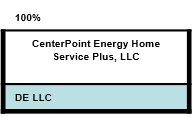 100%
CenterPoint Energy Home
Service Plus, LLC
DE LLC